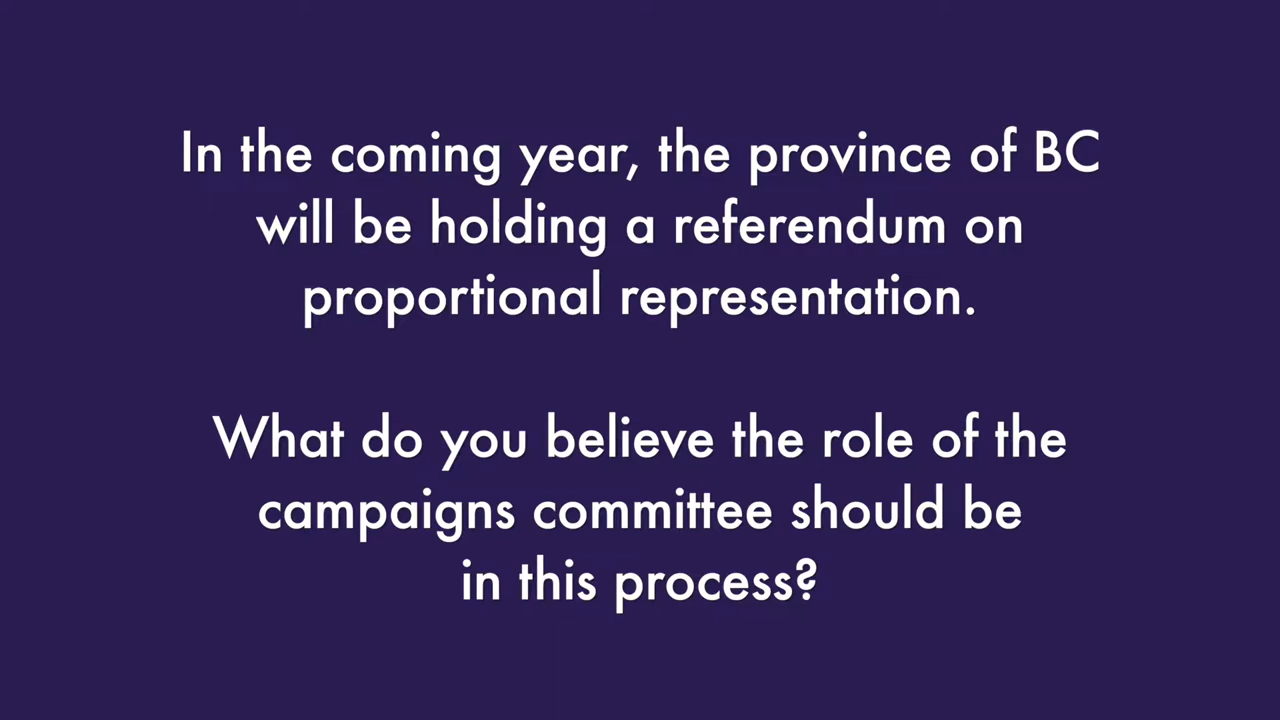 In the coming year, the province of BC
will be holding a referendum on
proportional representation.
What do you believe the role of the
campaigns committee should be
in this process?